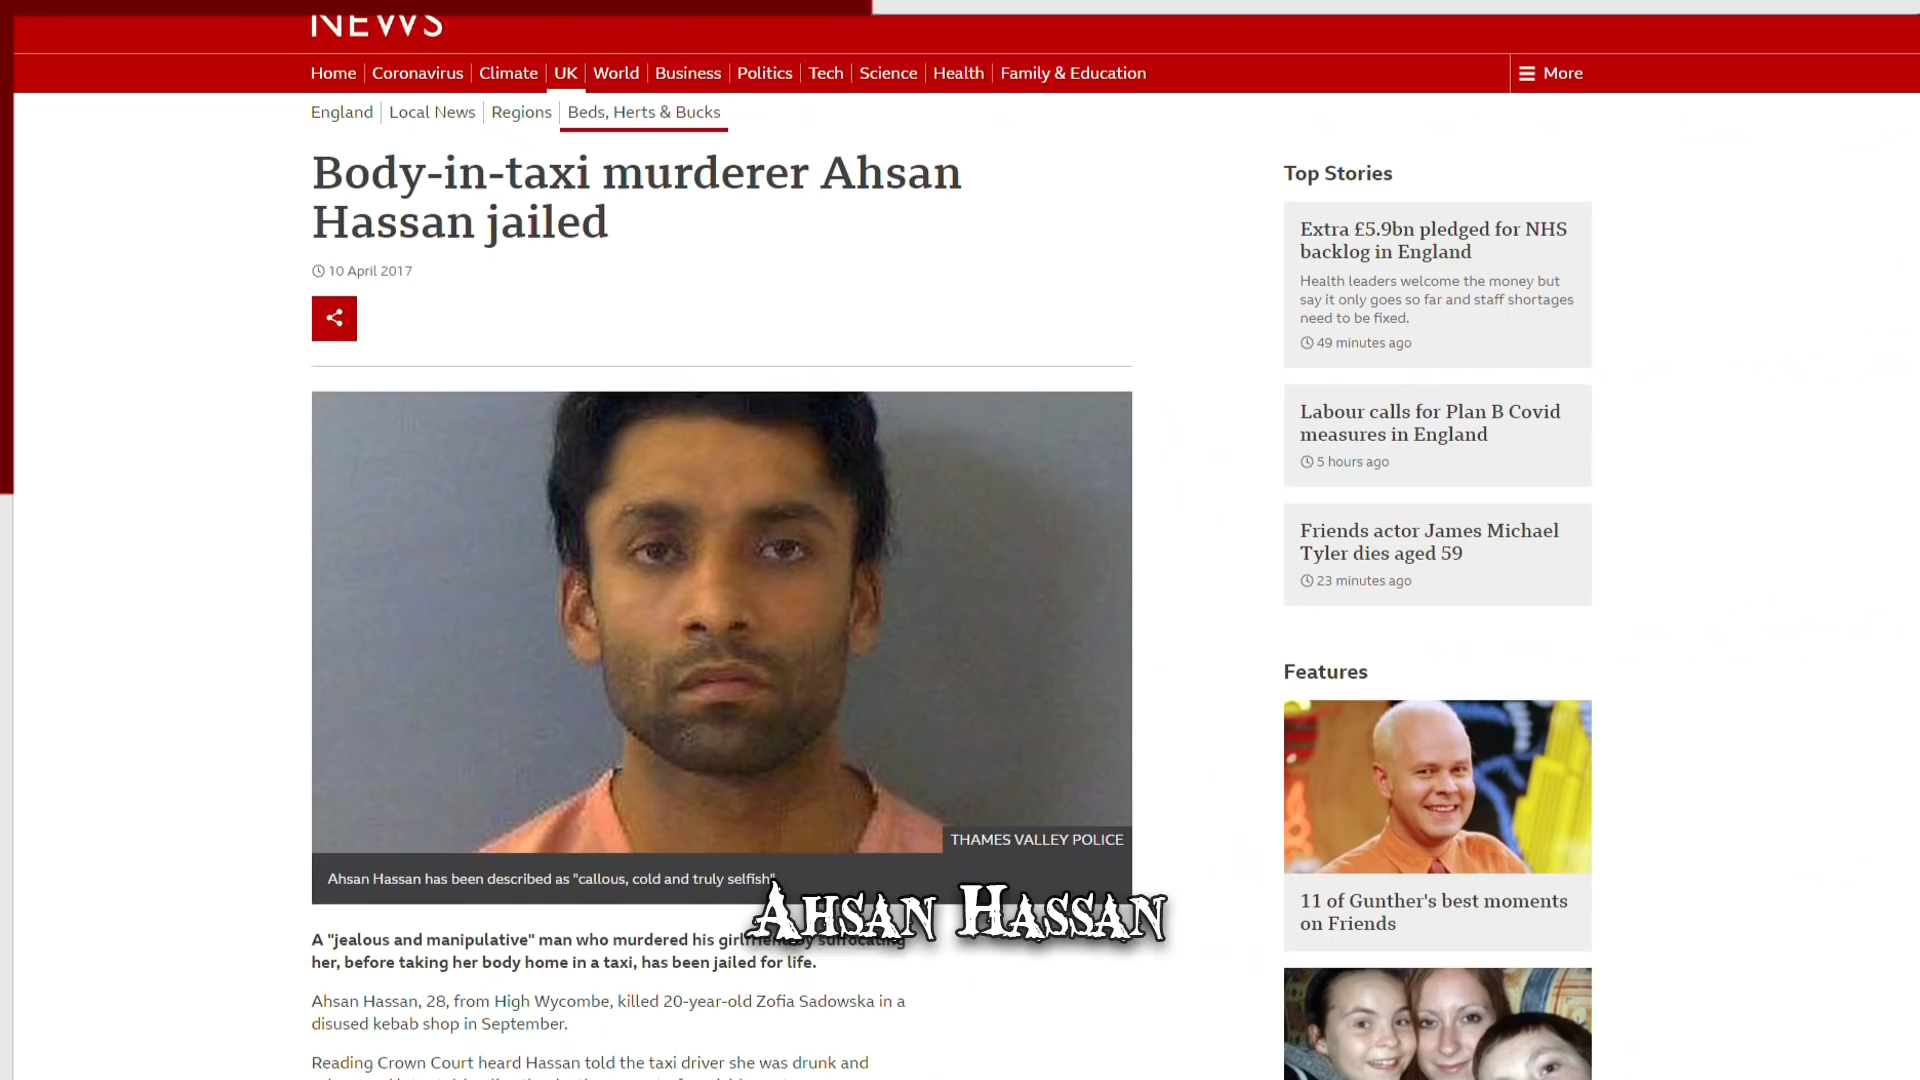 NEWS
Home
Coronavirus
Climate
UK
World
Business
Politics
Tech
Science
Health
Family & Education
More
England
Local News
Regions
Beds, Herts & Bucks
Body-in-taxi murderer Ahsan
Hassan jailed
10 April 2017
THAMES VALLEY POLICE
Ahsan Hassan has been described as "callous, cold and truly selfish"
AHSAN HASSAN
A "jealous and manipulative" man who murdered his girlfriend by suffocating
her, before taking her body home in a taxi, has been jailed for life.
Ahsan Hassan, 28, from High Wycombe, killed 20-year-old Zofia Sadowska in a
disused kebab shop in September.
Reading Crown Court heard Hassan told the taxi driver she was drunk and
Top Stories
Extra £5.9bn pledged for NHS
backlog in England
Health leaders welcome the money but
say it only goes so far and staff shortages
need to be fixed.
49 minutes ago
Labour calls for Plan B Covid
measures in England
5 hours ago
Friends actor James Michael
Tyler dies aged 59
23 minutes ago
Features
11 of Gunther's best moments
on Friends